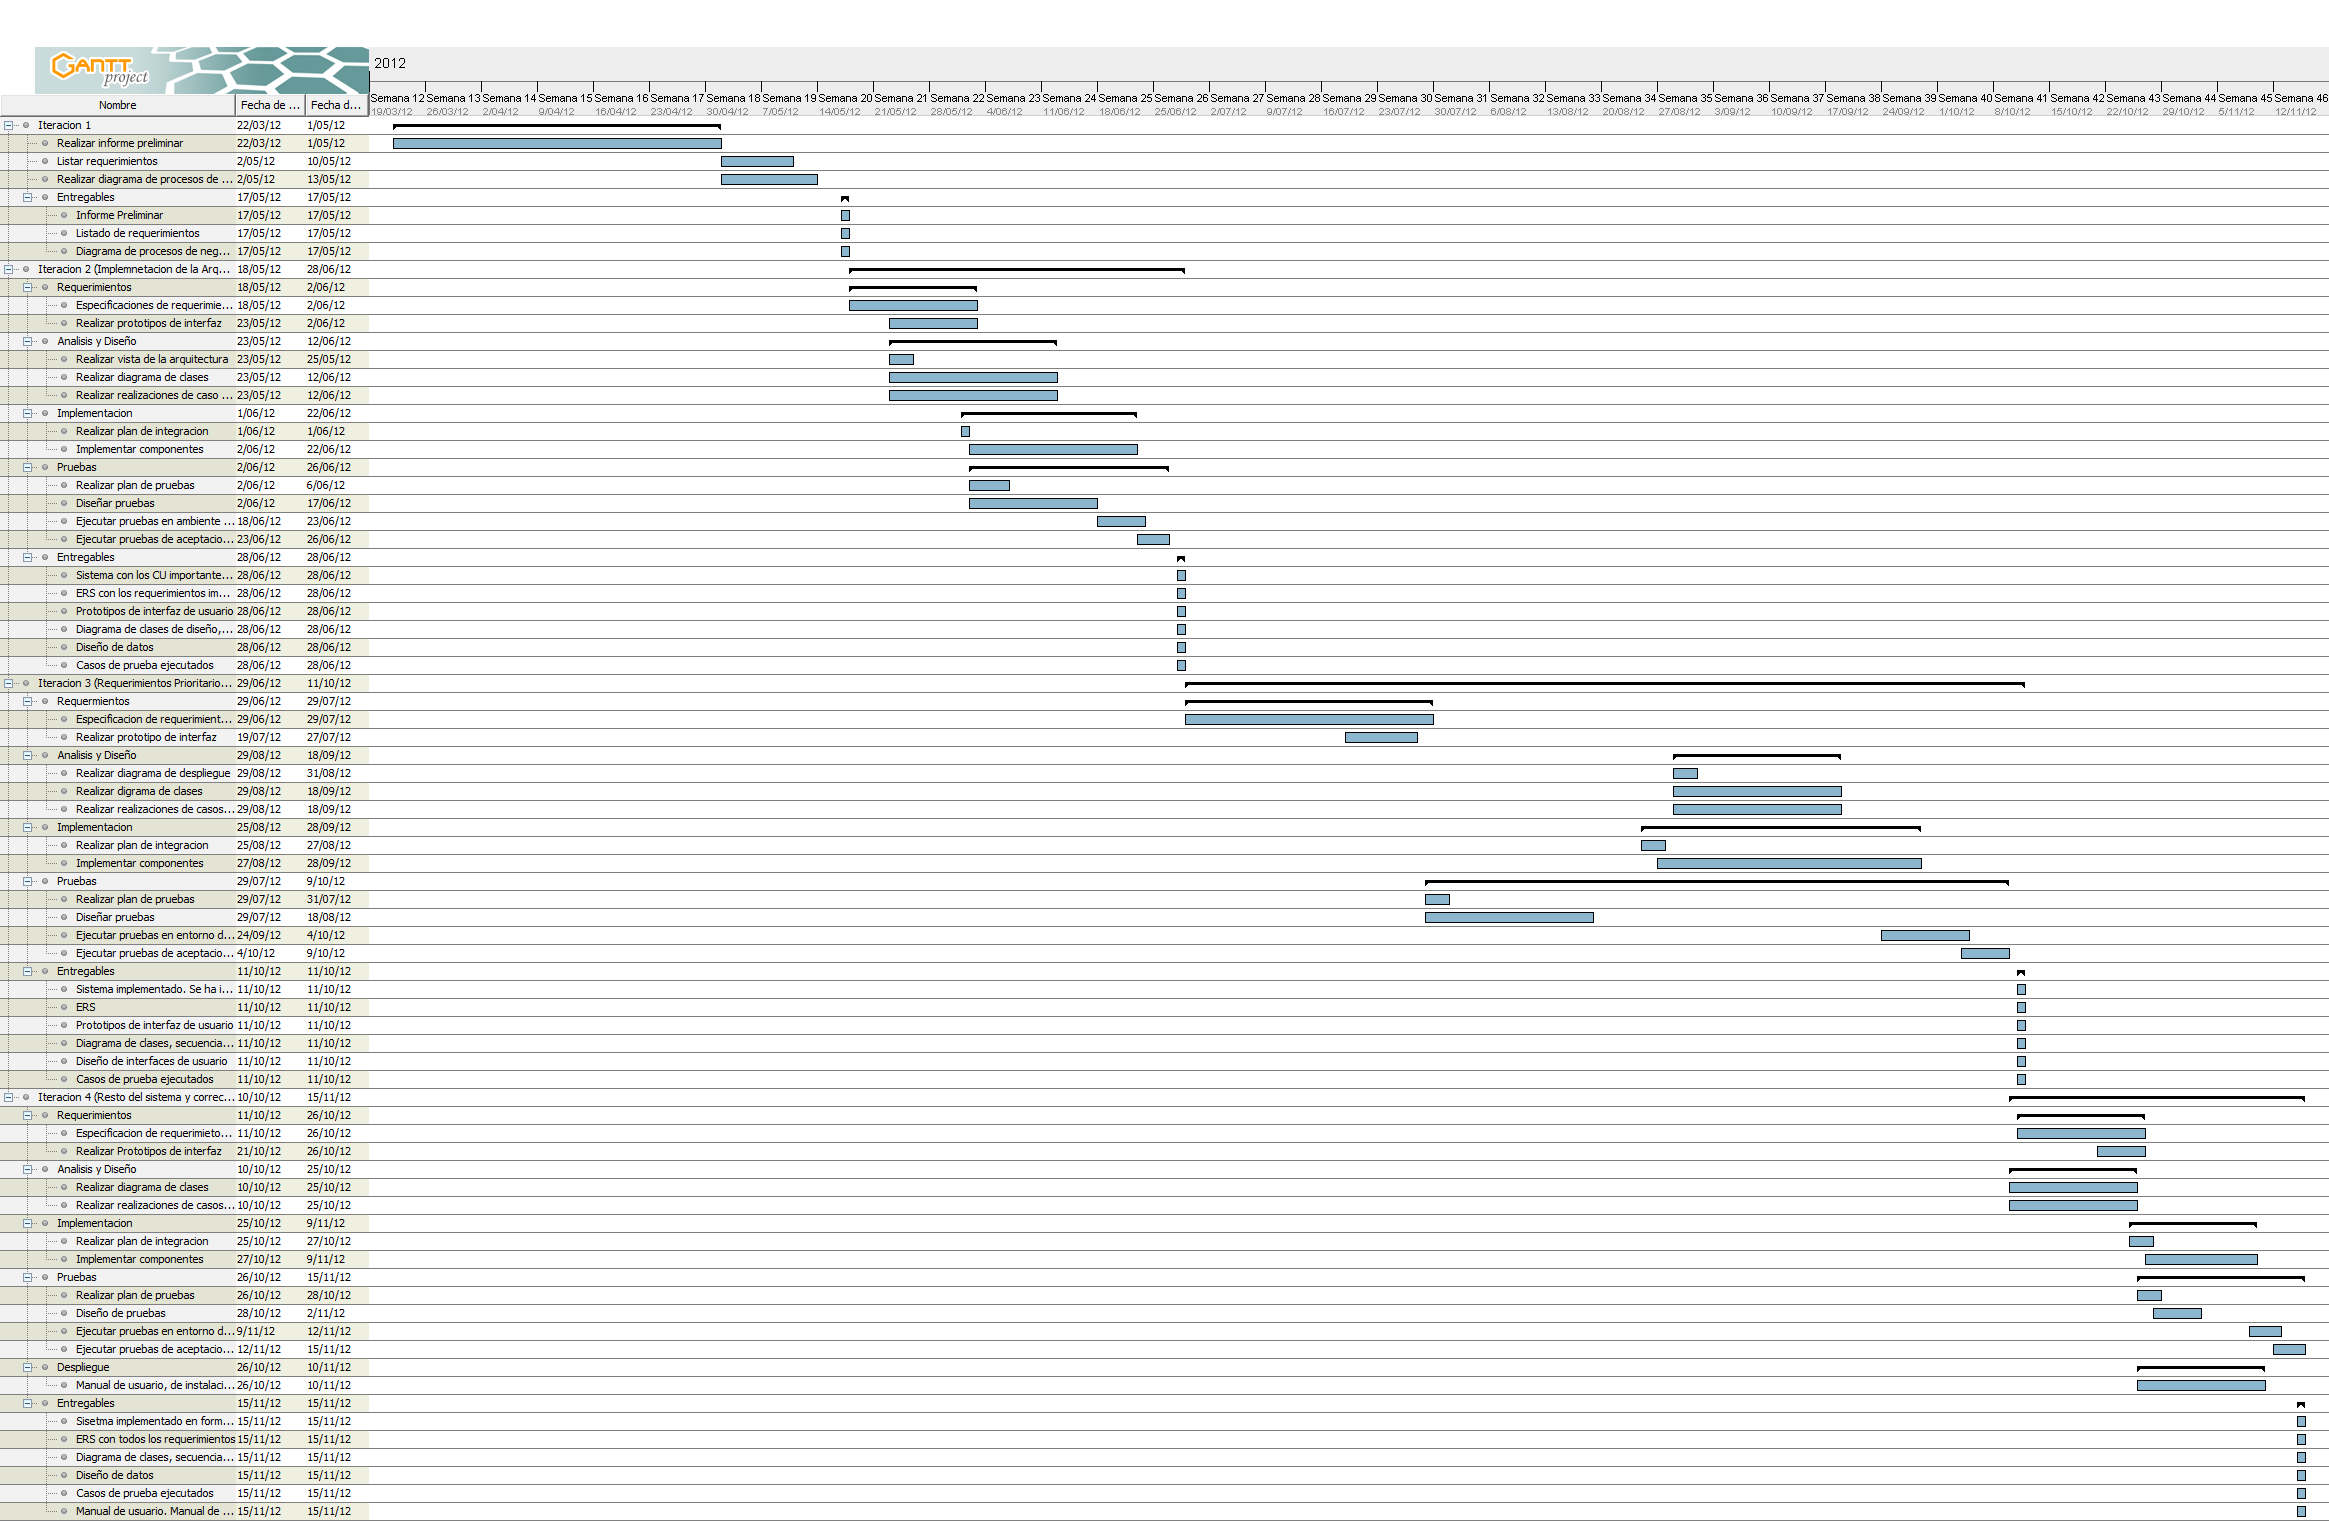 GANTT
project
2012
Nombre Fecha de ... Fecha d...
Semana 12 Semana 13 Semana 14 Semana 15 Semana 16 Semana 17 Semana 18 Semana 19 Semana 20 Semana 21 Semana 22 Semana 23 Semana 24 Semana 25 Semana 26 Semana 27 Semana 28 Semana 29 Semana 30 Semana 31 Semana 32 Semana 33 Semana 34 Semana 35 Semana 36 Semana 37 Semana 38 Semana 39 Semana 40 Semana 41 Semana 42 Semana 43 Semana 44 Semana 45 Semana 46
19/03/12 26/03/12 2/04/12 9/04/12 16/04/12 23/04/12 30/04/12 7/05/12 14/05/12 21/05/12 28/05/12 4/06/12 11/06/12 18/06/12 25/06/12 2/07/12 9/07/12 16/07/12 23/07/12 30/07/12 6/08/12 13/08/12 20/08/12 27/08/12 3/09/12 10/09/12 17/09/12 24/09/12 1/10/12 8/10/12 15/10/12 22/10/12 29/10/12 5/11/12 12/11/12
Iteracion 1 22/03/12 1/05/12
Realizar informe preliminar 22/03/12 1/05/12
Listar requerimientos 2/05/12 10/05/12
Realizar diagrama de procesos de ... 2/05/12 13/05/12
Entregables 17/05/12 17/05/12
Informe Preliminar 17/05/12 17/05/12
Listado de requerimientos 17/05/12 17/05/12
Diagrama de procesos de neg... 17/05/12 17/05/12
Iteracion 2 (Implemnetacion de la Arq... 18/05/12 28/06/12
Requerimientos 18/05/12 2/06/12
Especificaciones de requerimie... 18/05/12 2/06/12
Realizar prototipos de interfaz 23/05/12 2/06/12
Analisis y Diseño 23/05/12 12/06/12
Realizar vista de la arquitectura 23/05/12 25/05/12
Realizar diagrama de clases 23/05/12 12/06/12
Realizar realizaciones de caso ... 23/05/12 12/06/12
Implementacion 1/06/12 22/06/12
Realizar plan de integracion 1/06/12 1/06/12
Implementar componentes 2/06/12 22/06/12
Pruebas 2/06/12 26/06/12
Realizar plan de pruebas 2/06/12 6/06/12
Diseñar pruebas 2/06/12 17/06/12
Ejecutar pruebas en ambiente ... 18/06/12 23/06/12
Ejecutar pruebas de aceptacio... 23/06/12 26/06/12
Entregables 28/06/12 28/06/12
Sistema con los CU importante... 28/06/12 28/06/12
ERS con los requerimientos im... 28/06/12 28/06/12
Prototipos de interfaz de usuario 28/06/12 28/06/12
Diagrama de clases de diseño,... 28/06/12 28/06/12
Diseño de datos 28/06/12 28/06/12
Casos de prueba ejecutados 28/06/12 28/06/12
Iteracion 3 (Requerimientos Prioritario... 29/06/12 11/10/12
Requermientos 29/06/12 29/07/12
Especificacion de requerimient... 29/06/12 29/07/12
Realizar prototipo de interfaz 19/07/12 27/07/12
Analisis y Diseño 29/08/12 18/09/12
Realizar diagrama de despliegue 29/08/12 31/08/12
Realizar digrama de clases 29/08/12 18/09/12
Realizar realizaciones de casos... 29/08/12 18/09/12
Implementacion 25/08/12 28/09/12
Realizar plan de integracion 25/08/12 27/08/12
Implementar componentes 27/08/12 28/09/12
Pruebas 29/07/12 9/10/12
Realizar plan de pruebas 29/07/12 31/07/12
Diseñar pruebas 29/07/12 18/08/12
Ejecutar pruebas en entorno d... 24/09/12 4/10/12
Ejecutar pruebas de aceptacio... 4/10/12 9/10/12
Entregables 11/10/12 11/10/12
Sistema implementado. Se ha i... 11/10/12 11/10/12
ERS 11/10/12 11/10/12
Prototipos de interfaz de usuario 11/10/12 11/10/12
Diagrama de clases, secuencia... 11/10/12 11/10/12
Diseño de interfaces de usuario 11/10/12 11/10/12
Casos de prueba ejecutados 11/10/12 11/10/12
Iteracion 4 (Resto del sistema y correc... 10/10/12 15/11/12
Requerimientos 11/10/12 26/10/12
Especificacion de requerimieto... 11/10/12 26/10/12
Realizar Prototipos de interfaz 21/10/12 26/10/12
Analisis y Diseño 10/10/12 25/10/12
Realizar diagrama de clases 10/10/12 25/10/12
Realizar realizaciones de casos... 10/10/12 25/10/12
Implementacion 25/10/12 9/11/12
Realizar plan de integracion 25/10/12 27/10/12
Implementar componentes 27/10/12 9/11/12
Pruebas 26/10/12 15/11/12
Realizar plan de pruebas 26/10/12 28/10/12
Diseño de pruebas 28/10/12 2/11/12
Ejecutar pruebas en entorno d... 9/11/12 12/11/12
Ejecutar pruebas de aceptacio... 12/11/12 15/11/12
Despliegue 26/10/12 10/11/12
Manual de usuario, de instalaci... 26/10/12 10/11/12
Entregables 15/11/12 15/11/12
Sisetma implementado en form... 15/11/12 15/11/12
ERS con todos los requerimientos 15/11/12 15/11/12
Diagrama de clases, secuencia... 15/11/12 15/11/12
Diseño de datos 15/11/12 15/11/12
Casos de prueba ejecutados 15/11/12 15/11/12
Manual de usuario. Manual de ... 15/11/12 15/11/12